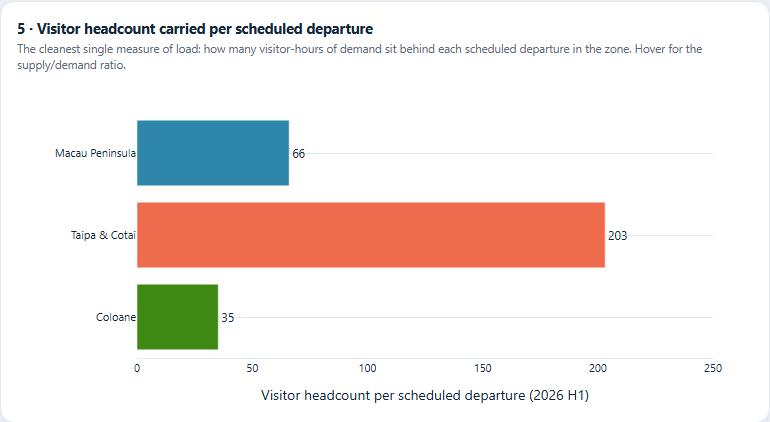 5 · Visitor headcount carried per scheduled departure
The cleanest single measure of load: how many visitor-hours of demand sit behind each scheduled departure in the zone. Hover for the
supply/demand ratio.
Macau Peninsula
66
Taipa & Cotai
203
Coloane
35
0 50 100 150 200 250
Visitor headcount per scheduled departure (2026 H1)